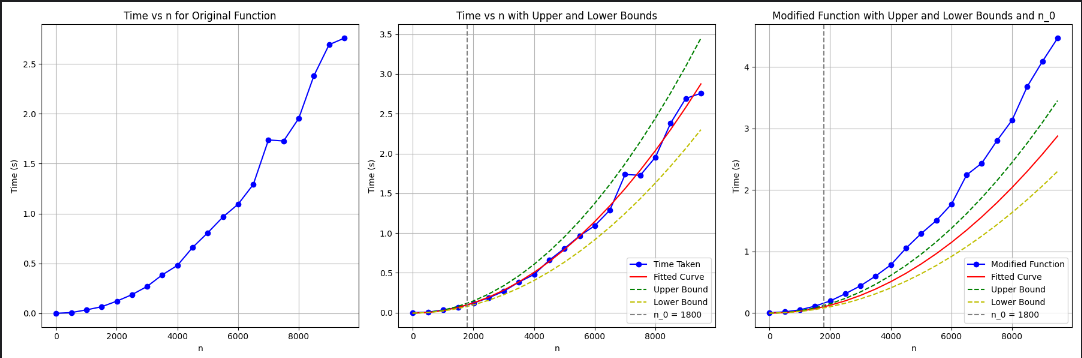 Time vs n for Original Function
Time (s)
2.5
2.0
1.5
1.0
0.5
0.0
0
2000
4000
6000
8000
n
Time vs n with Upper and Lower Bounds
Time (s)
3.5
3.0
2.5
2.0
1.5
1.0
0.5
0.0
Time Taken
Fitted Curve
Upper Bound
Lower Bound
n_0 = 1800
0
2000
4000
6000
8000
n
Modified Function with Upper and Lower Bounds and n_0
Time (s)
4
3
2
1
0
Modified Function
Fitted Curve
Upper Bound
Lower Bound
n_0 = 1800
0
2000
4000
6000
8000
n